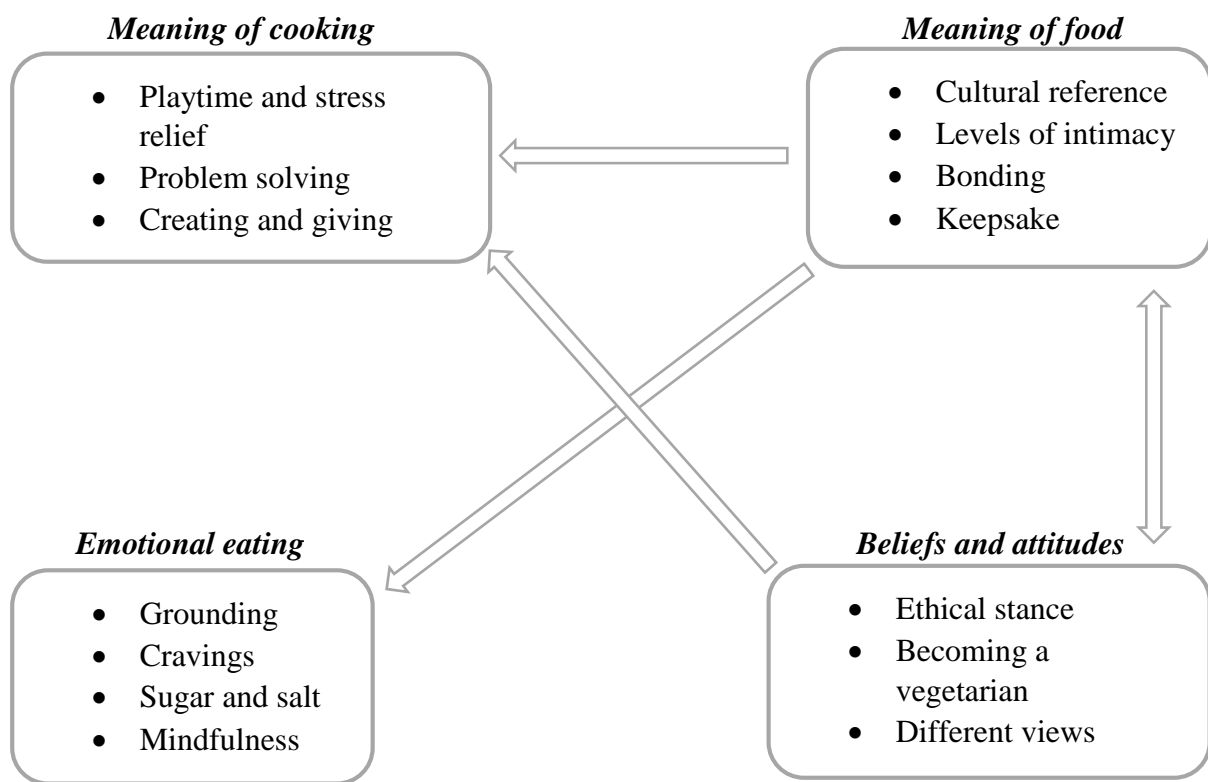 Meaning of cooking
• Playtime and stress
relief
• Problem solving
• Creating and giving
Meaning of food
• Cultural reference
• Levels of intimacy
• Bonding
• Keepsake
Emotional eating
• Grounding
• Cravings
• Sugar and salt
• Mindfulness
Beliefs and attitudes
• Ethical stance
• Becoming a
vegetarian
• Different views